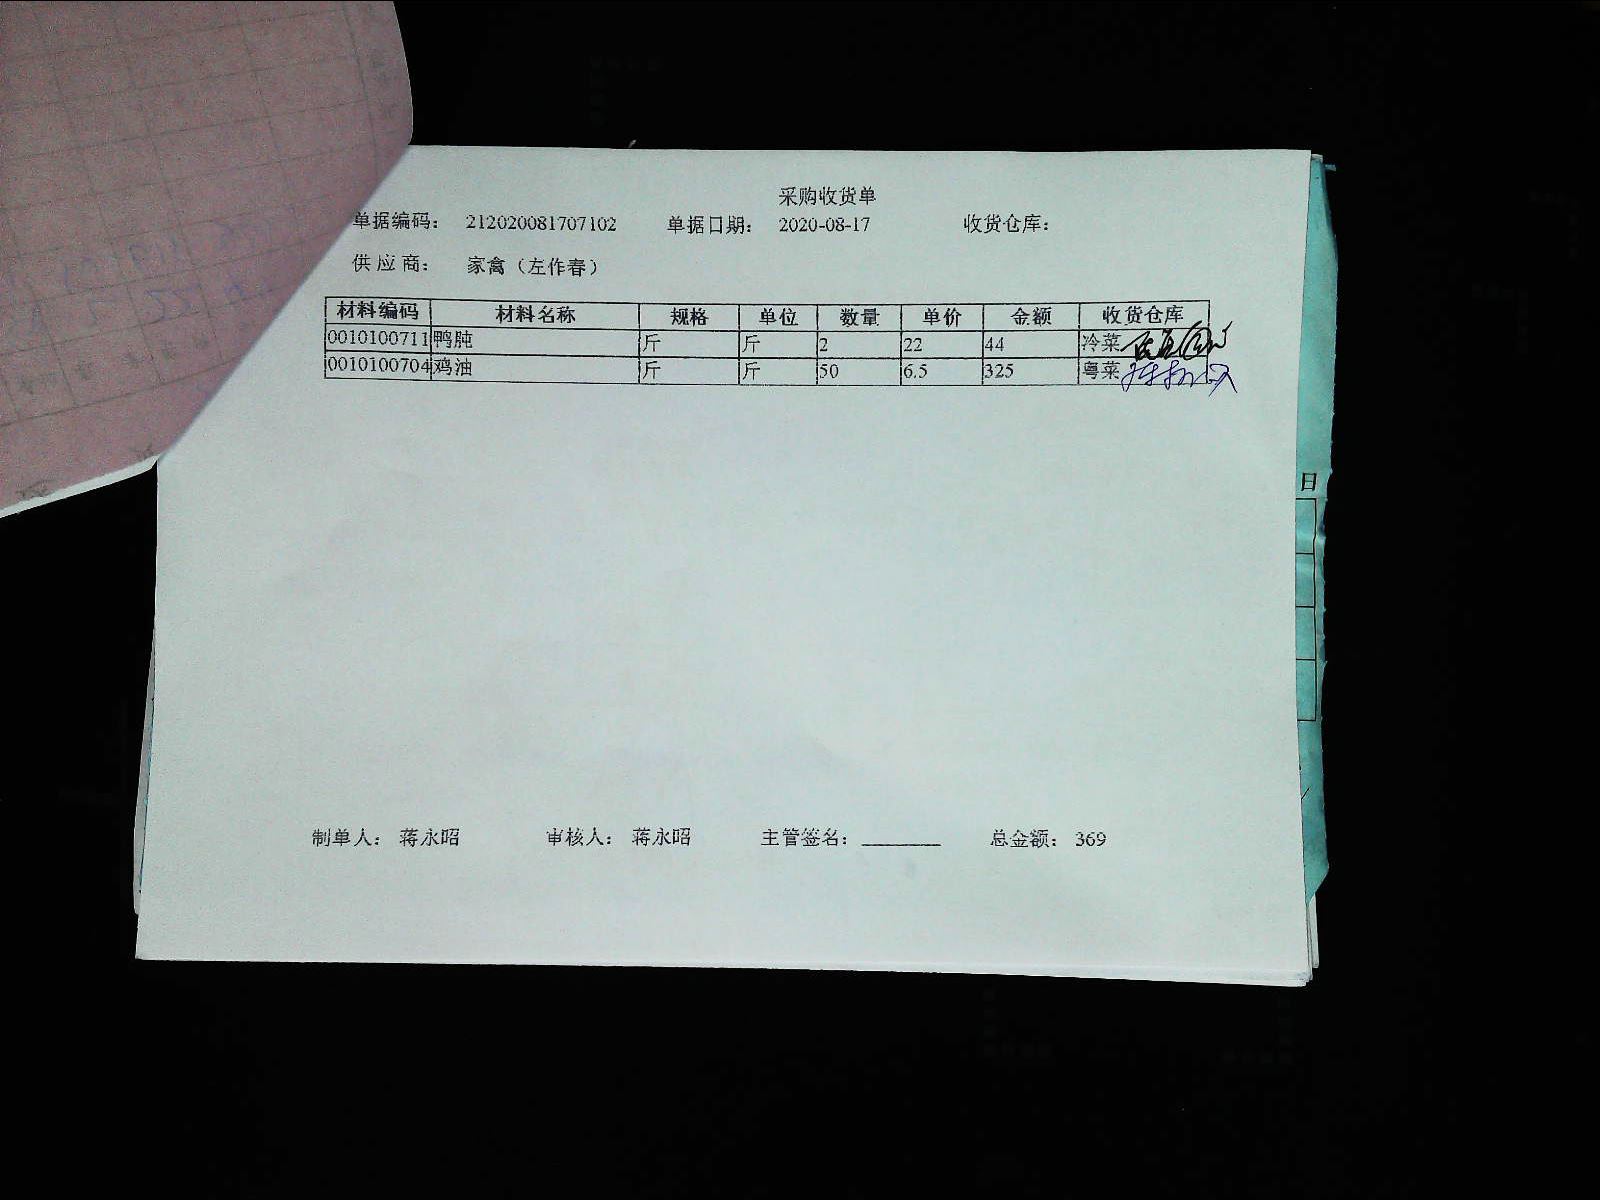 采购收货单
单据编码： 212020081707102 单据日期： 2020-08-17 收货仓库：
供应商： 家禽（左作春）
材料编码 材料名称 规格 单位 数量 单价 金额 收货仓库
0010100711 鸭肫 斤 斤 2 22 44 冷菜
0010100704 鸡油 斤 斤 50 6.5 325 粤菜
日
制单人： 蒋永昭 审核人： 蒋永昭 主管签名： ________ 总金额： 369